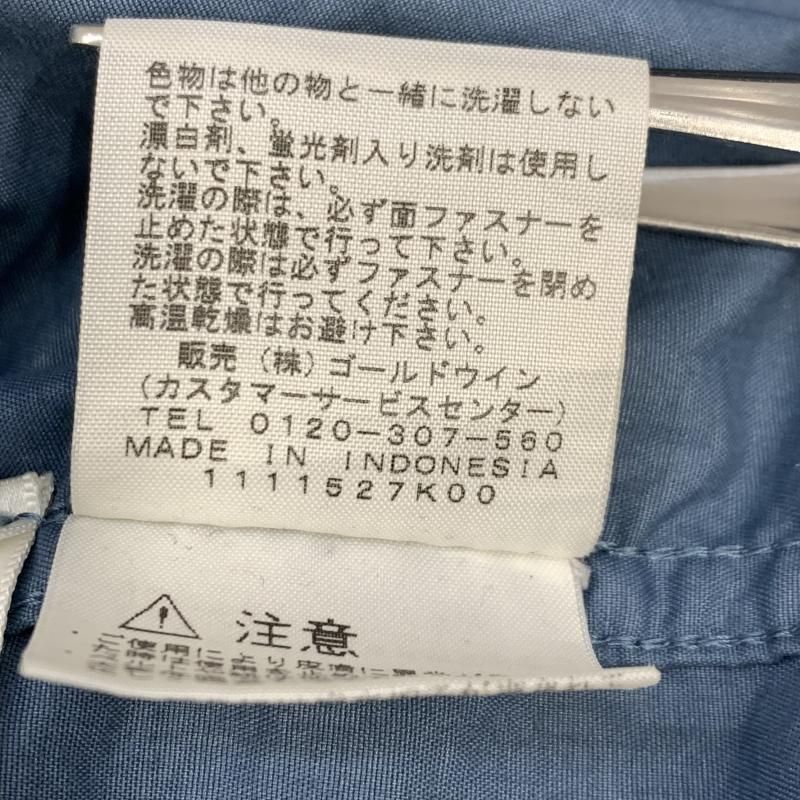 色物は他の物と一緒に洗濯しない
で下さい。
漂白剤、蛍光剤入り洗剤は使用し
ないで下さい。
洗濯の際は、必ず面ファスナーを
止めた状態で行って下さい。
洗濯の際は必ずファスナーを閉め
た状態で行ってください。
高温乾燥はお避け下さい。
販売（株）ゴールドウイン
（カスタマーサービスセンター）
TEL 0120-307-560
MADE IN INDONESIA
1111527K00
注意